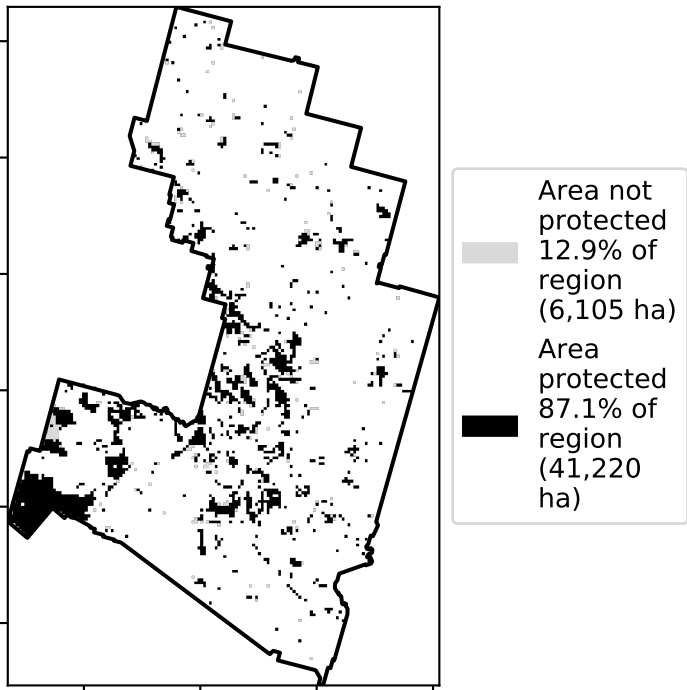 Area not
protected
12.9% of
region
(6,105 ha)
Area
protected
87.1% of
region
(41,220
ha)